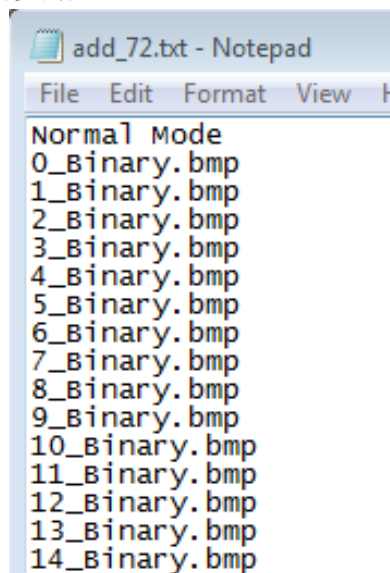 add_72.txt - Notepad
File Edit Format View
Normal Mode
0_Binary.bmp
1_Binary.bmp
2_Binary.bmp
3_Binary.bmp
4_Binary.bmp
5_Binary.bmp
6_Binary.bmp
7_Binary.bmp
8_Binary.bmp
9_Binary.bmp
10_Binary.bmp
11_Binary.bmp
12_Binary.bmp
13_Binary.bmp
14_Binary.bmp